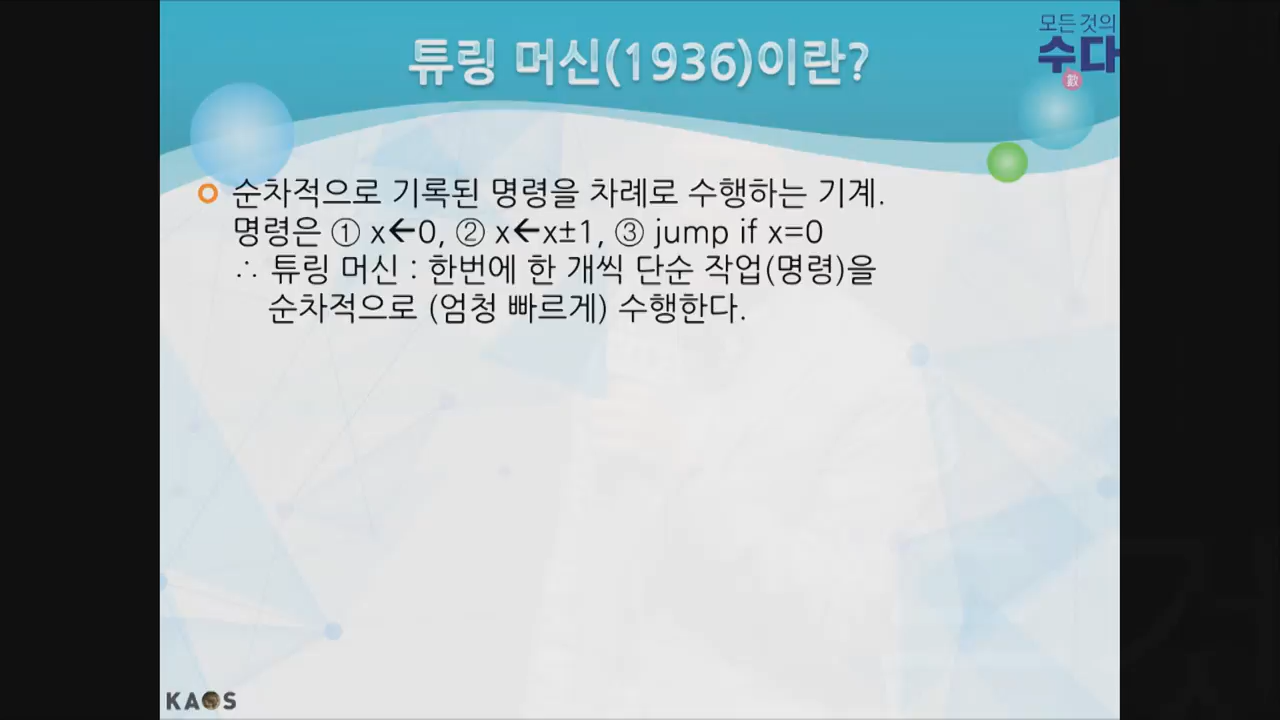 모든 것의
수다
數
튜링 머신(1936)이란?
순차적으로 기록된 명령을 차례로 수행하는 기계.
명령은 ① x←0, ② x←x±1, ③ jump if x=0
∴ 튜링 머신 : 한번에 한 개씩 단순 작업(명령)을
순차적으로 (엄청 빠르게) 수행한다.
KAOS